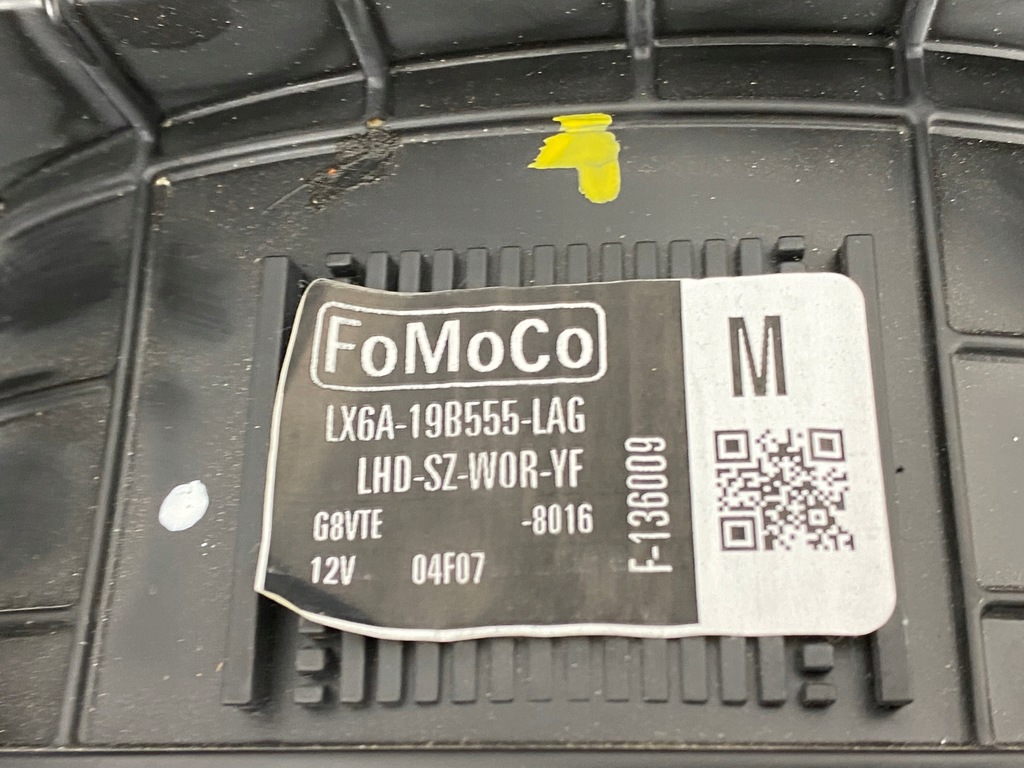 FoMoCo
LX6A-19B555-LAG
LHD-SZ-WOR-YF
G8VTE -8016
12V 04F07
F-136009
M